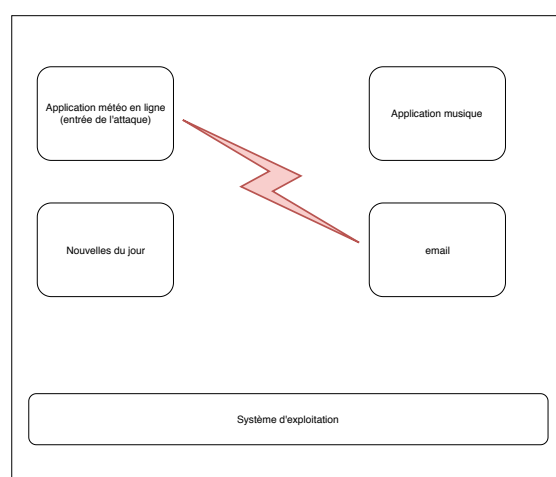 Application météo en ligne
(entrée de l'attaque)
Application musique
Nouvelles du jour
email
Système d'exploitation